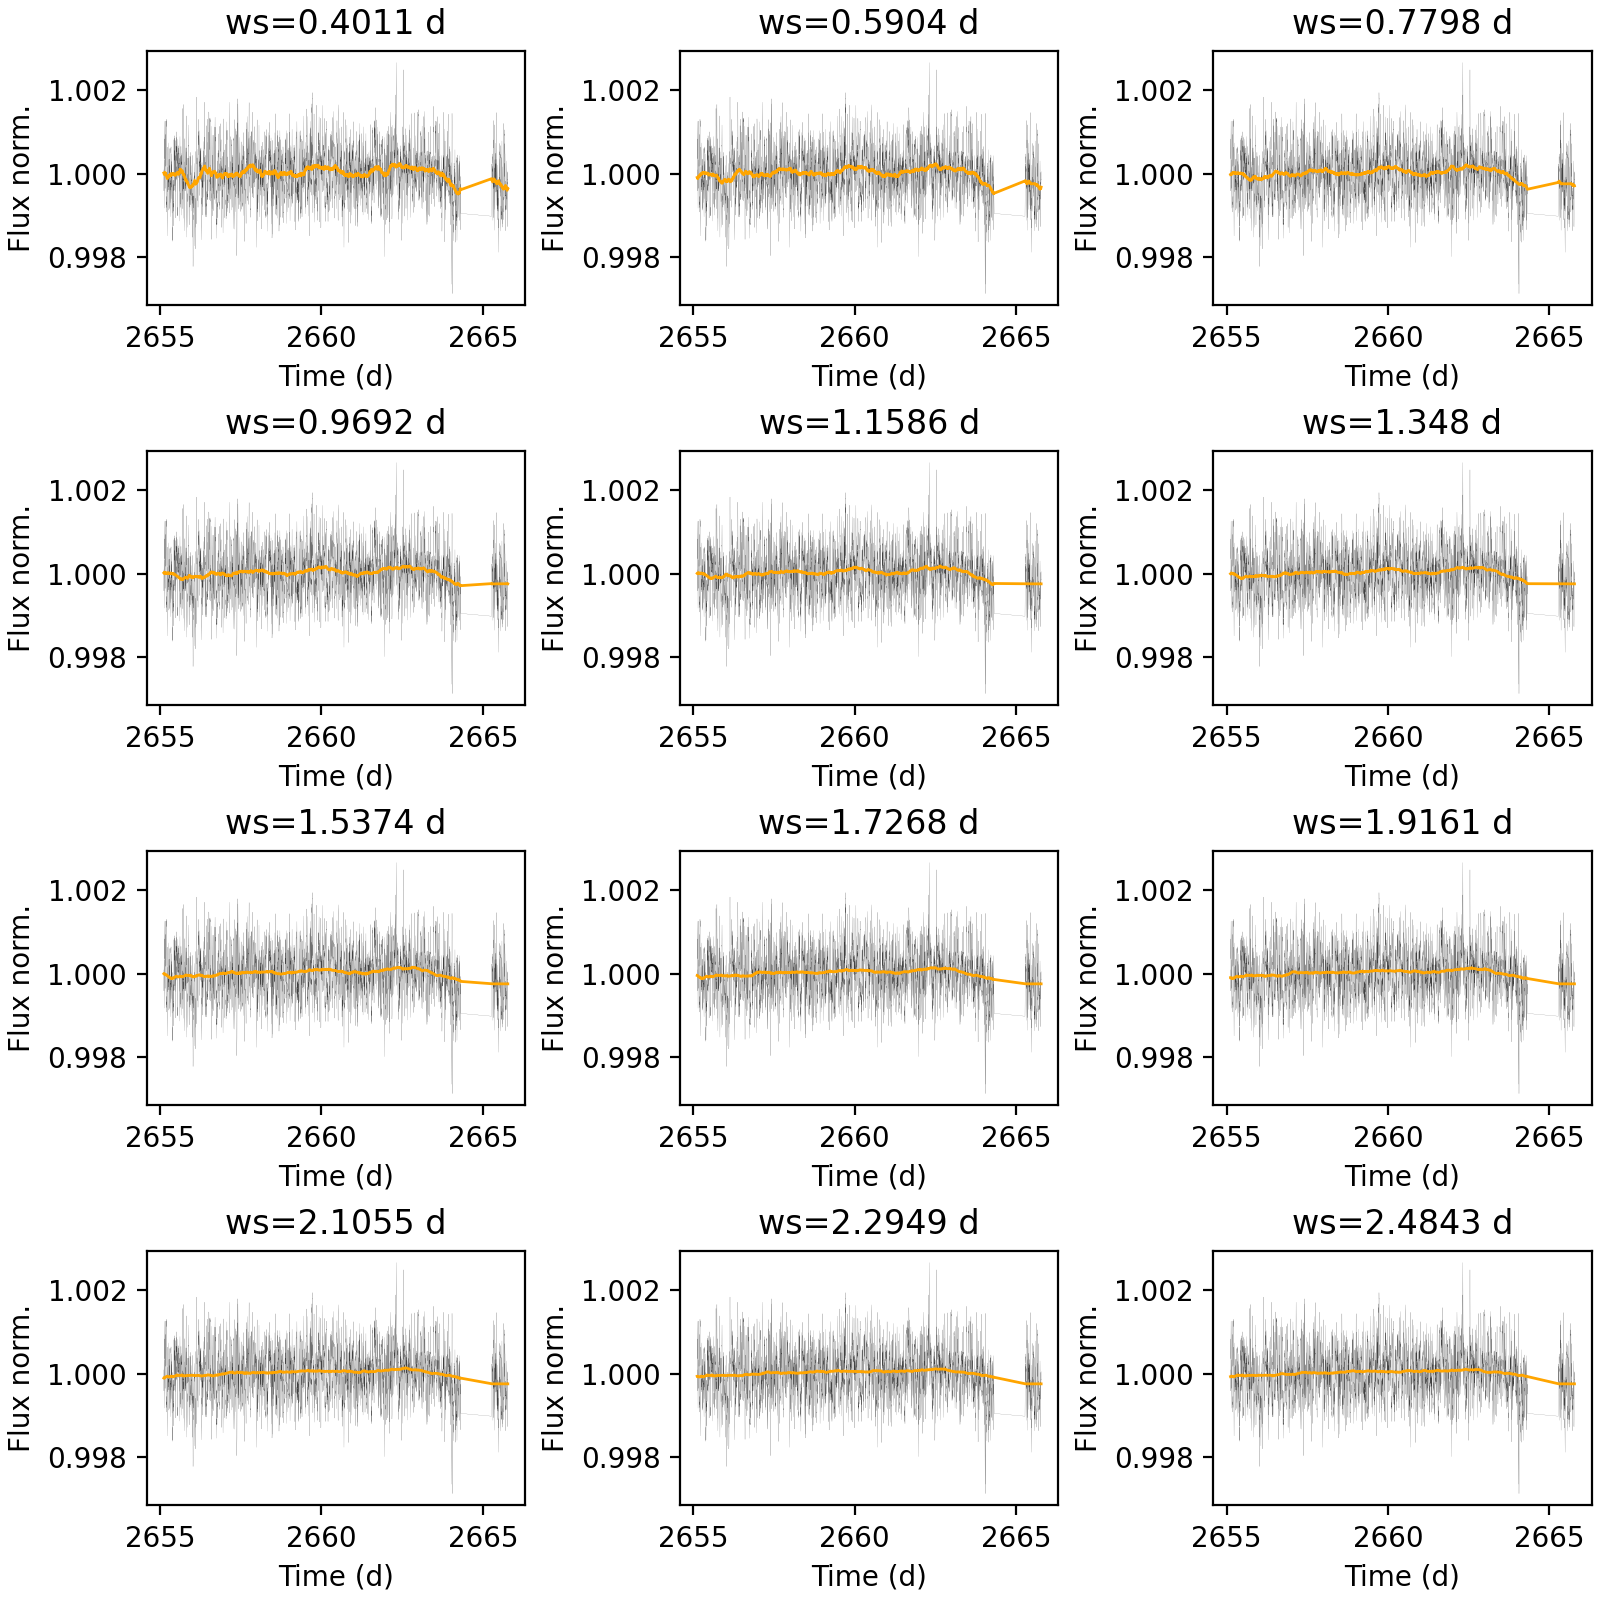 ws=0.4011 d
ws=0.5904 d
ws=0.7798 d
Flux norm.
1.002
1.000
0.998
2655 2660 2665
Time (d)
Flux norm.
1.002
1.000
0.998
2655 2660 2665
Time (d)
Flux norm.
1.002
1.000
0.998
2655 2660 2665
Time (d)
ws=0.9692 d
ws=1.1586 d
ws=1.348 d
Flux norm.
1.002
1.000
0.998
2655 2660 2665
Time (d)
Flux norm.
1.002
1.000
0.998
2655 2660 2665
Time (d)
Flux norm.
1.002
1.000
0.998
2655 2660 2665
Time (d)
ws=1.5374 d
ws=1.7268 d
ws=1.9161 d
Flux norm.
1.002
1.000
0.998
2655 2660 2665
Time (d)
Flux norm.
1.002
1.000
0.998
2655 2660 2665
Time (d)
Flux norm.
1.002
1.000
0.998
2655 2660 2665
Time (d)
ws=2.1055 d
ws=2.2949 d
ws=2.4843 d
Flux norm.
1.002
1.000
0.998
2655 2660 2665
Time (d)
Flux norm.
1.002
1.000
0.998
2655 2660 2665
Time (d)
Flux norm.
1.002
1.000
0.998
2655 2660 2665
Time (d)